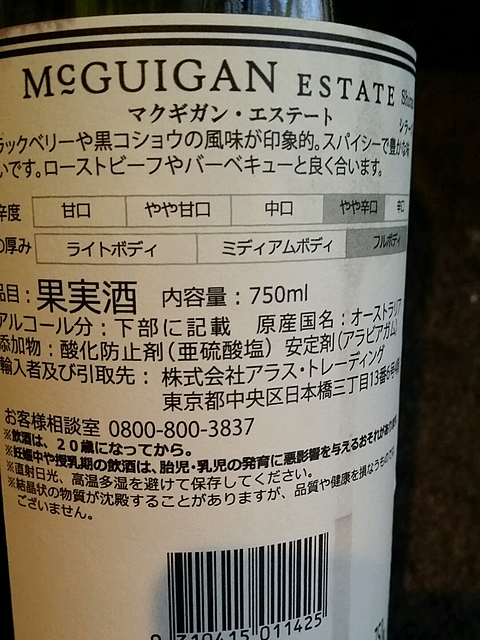 McGUIGAN ESTATE
マクギガン・エステート
ラックベリーや黒コショウの風味が印象的。スパイシーで豊かな
いです。ローストビーフやバーベキューと良く合います。
辛度 甘口 やや甘口 中口 やや辛口 辛口
の厚み ライトボディ ミディアムボディ フルボディ
品目:果実酒 内容量:750ml
アルコール分:下部に記載 原産国名:オーストラリ
添加物:酸化防止剤(亜硫酸塩) 安定剤(アラビアガム)
輸入者及び引取先: 株式会社アラス・トレーディング
東京都中央区日本橋三丁目13番6号
お客様相談室 0800-800-3837
※飲酒は、20歳になってから。
※妊娠中や授乳期の飲酒は、胎児・乳児の発育に悪影響を与えるおそれがあ
※直射日光、高温多湿を避けて保存してください。
※結晶状の物質が沈殿することがありますが、品質や健康を損なうもので
ございません。
9 310415 011425